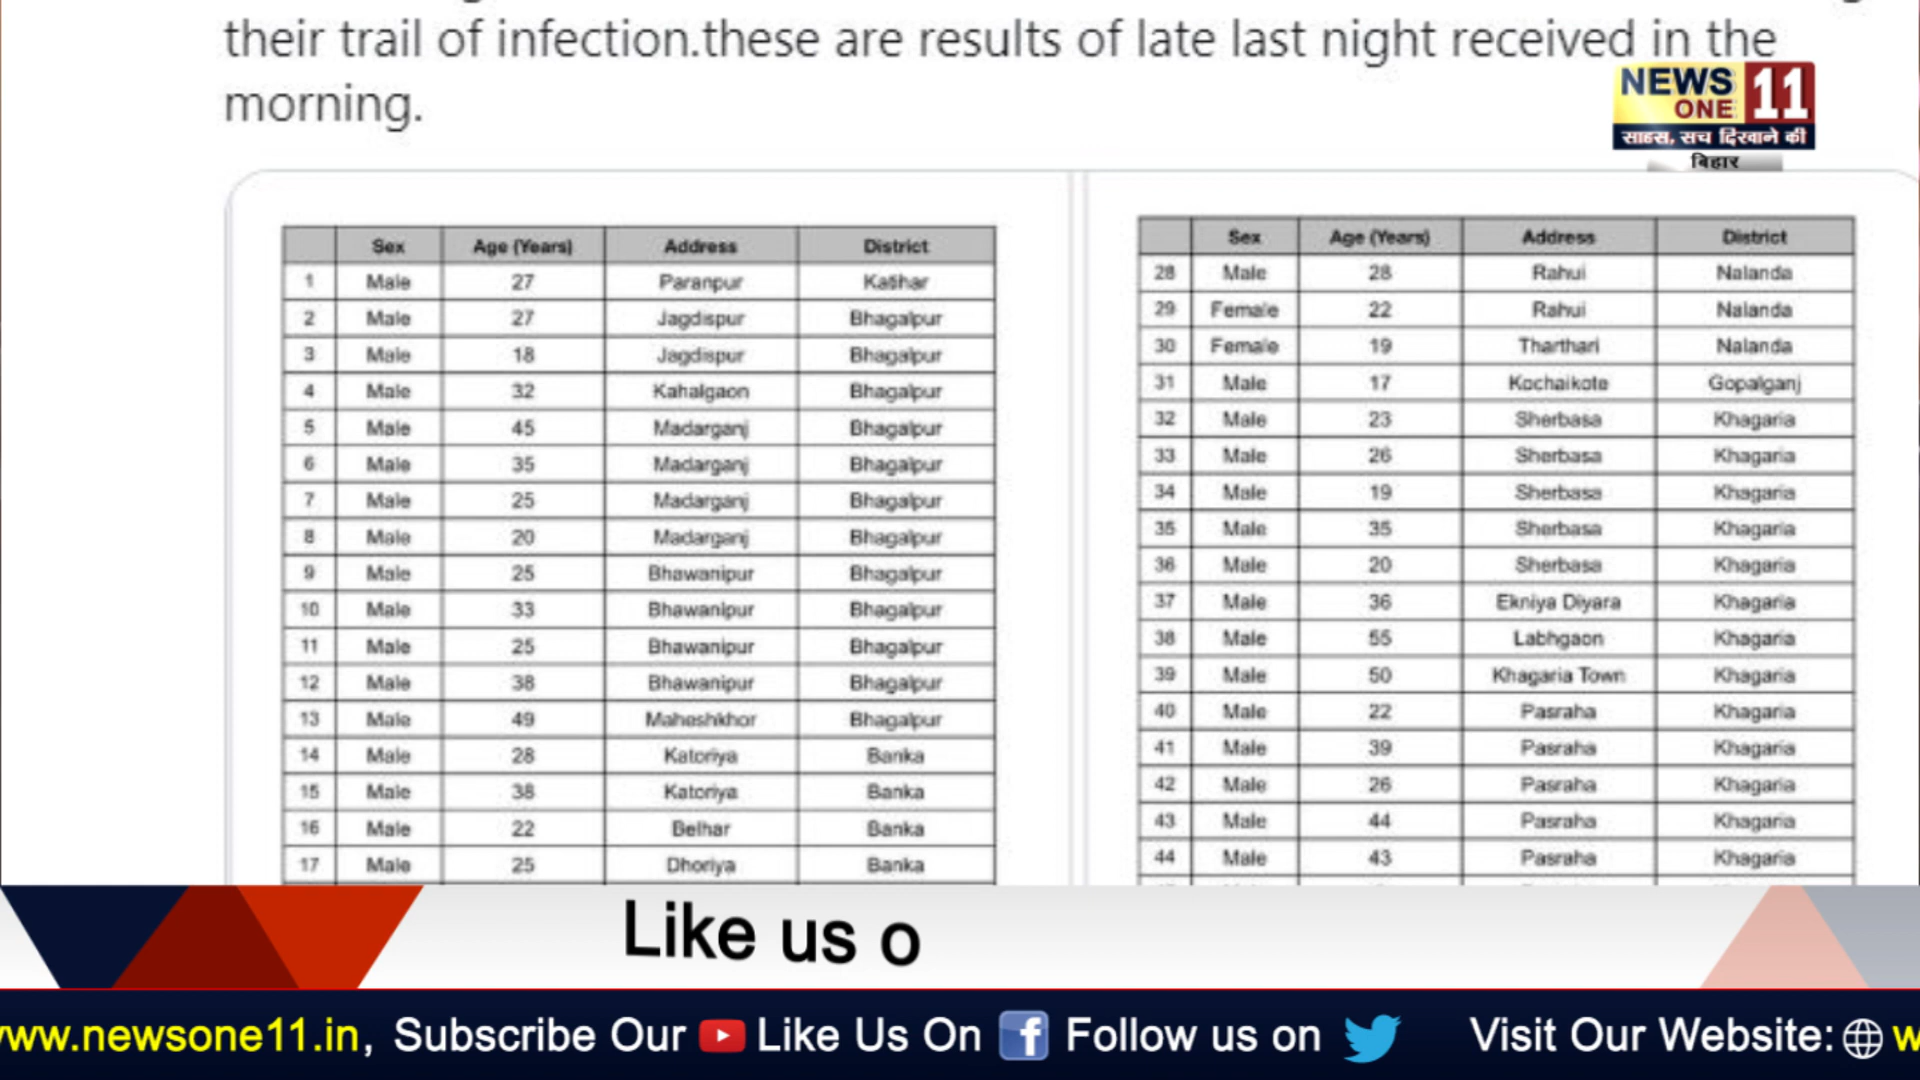 their trail of infection.these are results of late last night received in the
morning.
NEWS
ONE 11
साहस, सच दिखाने की
बिहार
Sex Age (Years) Address District
1 Male 27 Paranpur Katihar
2 Male 27 Jagdispur Bhagalpur
3 Male 18 Jagdispur Bhagalpur
4 Male 32 Kahalgaon Bhagalpur
5 Male 45 Madarganj Bhagalpur
6 Male 35 Madarganj Bhagalpur
7 Male 25 Madarganj Bhagalpur
8 Male 20 Madarganj Bhagalpur
9 Male 25 Bhawanipur Bhagalpur
10 Male 33 Bhawanipur Bhagalpur
11 Male 25 Bhawanipur Bhagalpur
12 Male 38 Bhawanipur Bhagalpur
13 Male 49 Maheshkhor Bhagalpur
14 Male 28 Katoriya Banka
15 Male 38 Katoriya Banka
16 Male 22 Belhar Banka
17 Male 25 Dhoriya Banka
Sex Age (Years) Address District
28 Male 28 Rahui Nalanda
29 Female 22 Rahui Nalanda
30 Female 19 Tharthari Nalanda
31 Male 17 Kochaikote Gopalganj
32 Male 23 Sherbasa Khagaria
33 Male 26 Sherbasa Khagaria
34 Male 19 Sherbasa Khagaria
35 Male 35 Sherbasa Khagaria
36 Male 20 Sherbasa Khagaria
37 Male 36 Ekniya Diyara Khagaria
38 Male 55 Labhgaon Khagaria
39 Male 50 Khagaria Town Khagaria
40 Male 22 Pasraha Khagaria
41 Male 39 Pasraha Khagaria
42 Male 26 Pasraha Khagaria
43 Male 44 Pasraha Khagaria
44 Male 43 Pasraha Khagaria
Like us o
ww.newsone11.in, Subscribe Our Like Us On Follow us on Visit Our Website: w